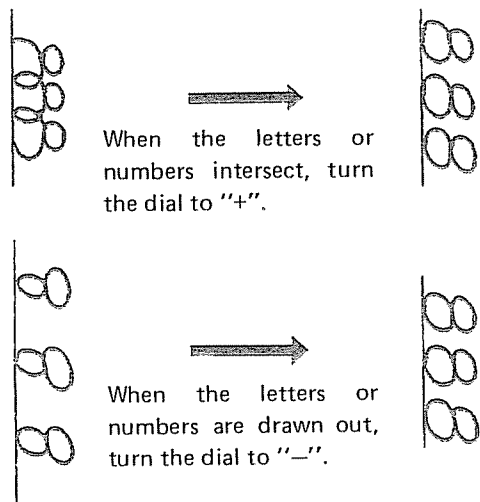 When the letters or
numbers intersect, turn
the dial to "+".
When the letters or
numbers are drawn out,
turn the dial to "—".